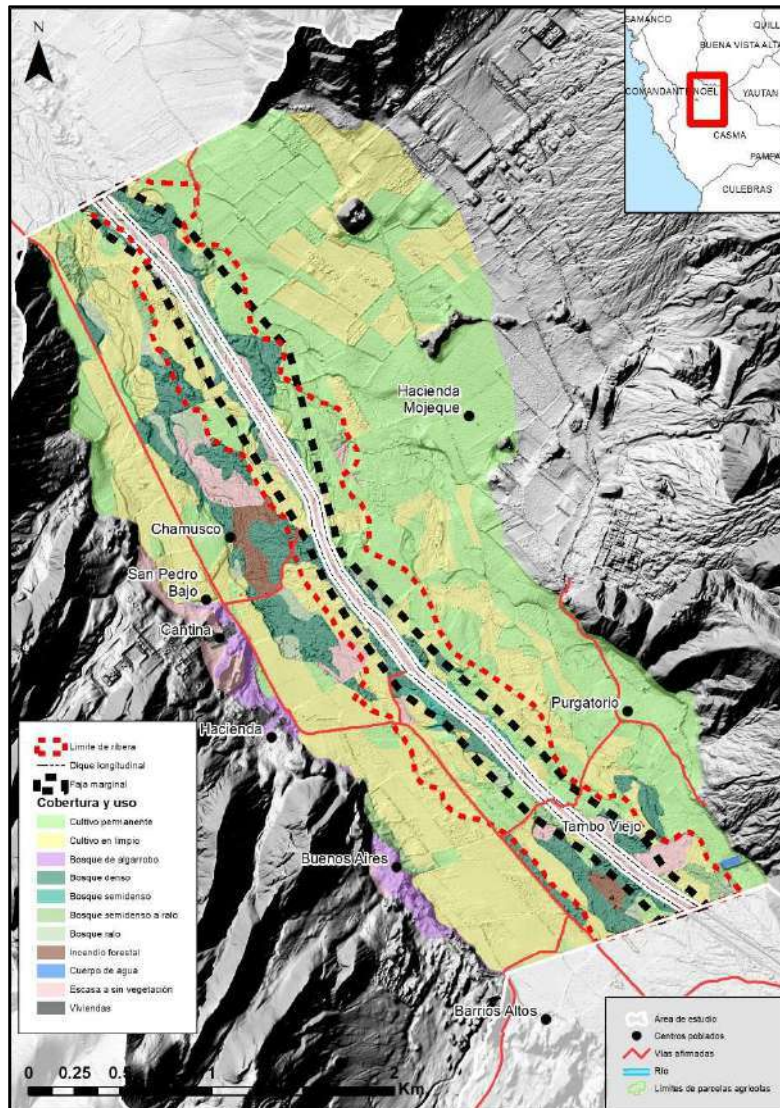 N
SAMANCO
QUILL
BUENA VISTA ALTA
COMANDANTE NOEL
YAUTAN
CASMA
PAMPA
CULEBRAS
Hacienda
Mojeque
Chamusco
San Pedro
Bajo
Cantina
Hacienda
Purgatorio
Tambo Viejo
Buenos Aires
Barrios Altos
Limite de ribera
Dique longitudinal
Faja marginal
Cobertura y uso
Cultivo permanente
Cultivo en limpio
Bosque de algarrobo
Bosque denso
Bosque semidenso
Bosque semidenso a ralo
Bosque ralo
Incendio forestal
Cuerpo de agua
Escasa a sin vegetación
Viviendas
Area de estudio
Centros poblados
Vías afirmadas
Río
Límites de parcelas agrícolas
0 0.25 0.5 1 2
Km.